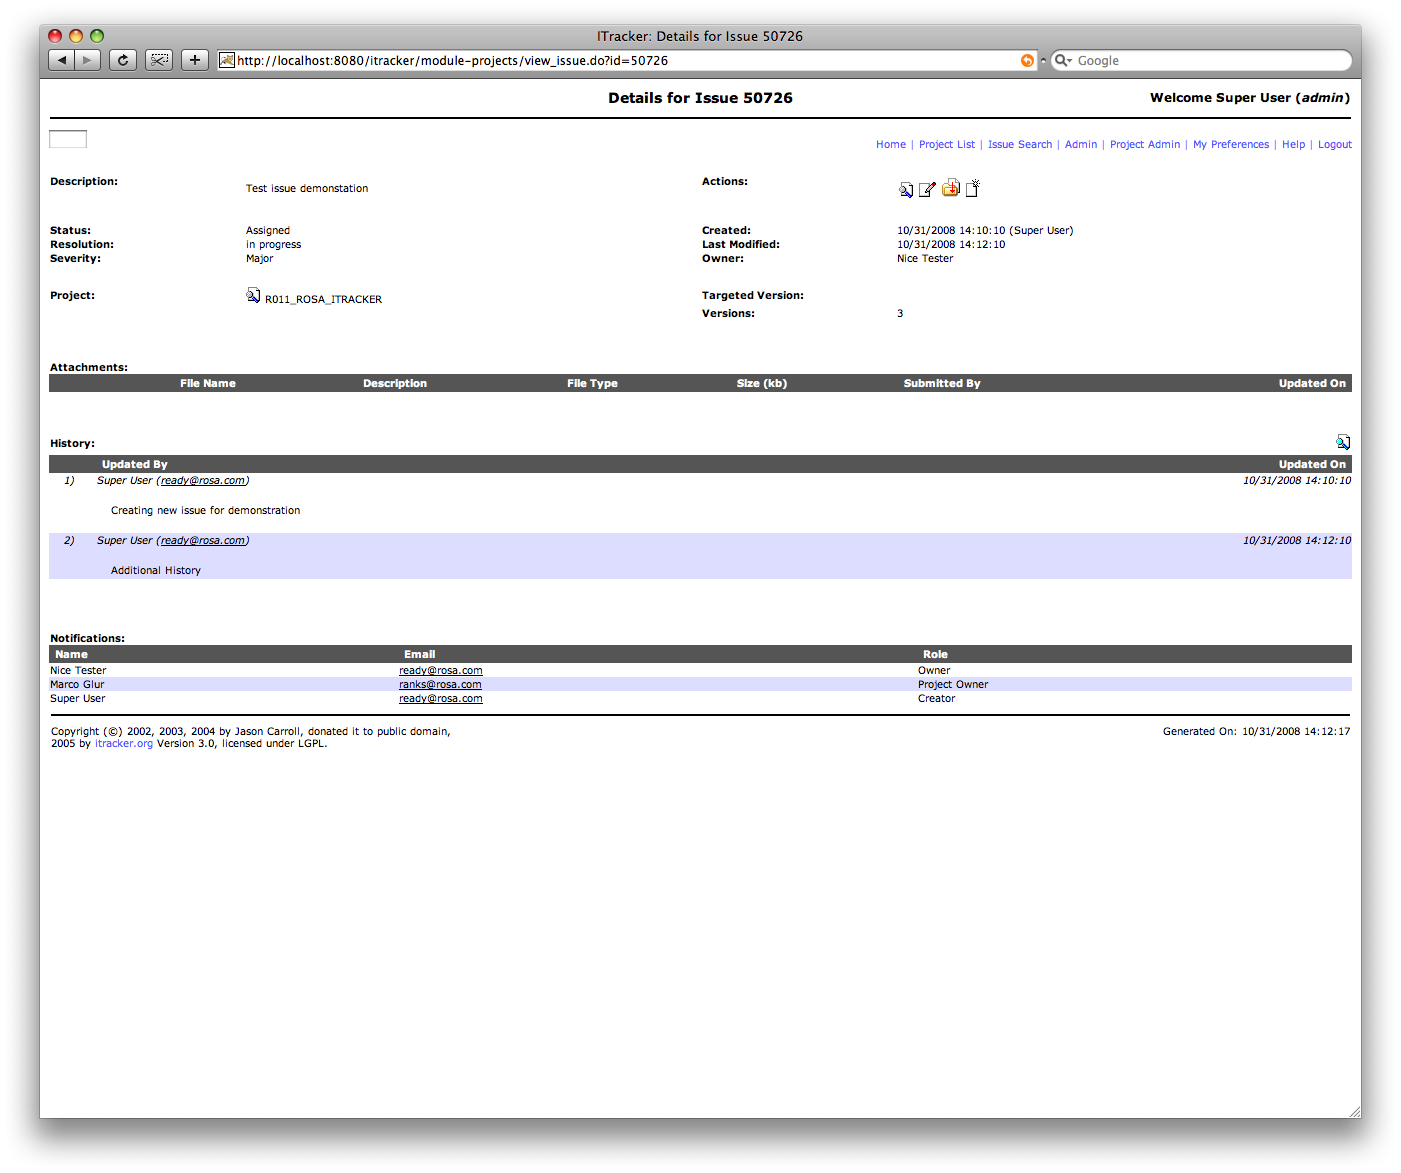 ITracker: Details for Issue 50726
http://localhost:8080/itracker/module-projects/view_issue.do?id=50726
Google
Details for Issue 50726
Welcome Super User (admin)
Home | Project List | Issue Search | Admin | Project Admin | My Preferences | Help | Logout
Description: Test issue demonstation Actions:
Status: Assigned Created: 10/31/2008 14:10:10 (Super User)
Resolution: in progress Last Modified: 10/31/2008 14:12:10
Severity: Major Owner: Nice Tester
Project: R011_ROSA_ITRACKER Targeted Version:
Versions: 3
Attachments:
File Name Description File Type Size (kb) Submitted By Updated On
History:
Updated By Updated On
1) Super User (ready@rosa.com) 10/31/2008 14:10:10
Creating new issue for demonstration
2) Super User (ready@rosa.com) 10/31/2008 14:12:10
Additional History
Notifications:
Name Email Role
Nice Tester ready@rosa.com Owner
Marco Glur ranks@rosa.com Project Owner
Super User ready@rosa.com Creator
Copyright (©) 2002, 2003, 2004 by Jason Carroll, donated it to public domain, Generated On: 10/31/2008 14:12:17
2005 by itracker.org Version 3.0, licensed under LGPL.